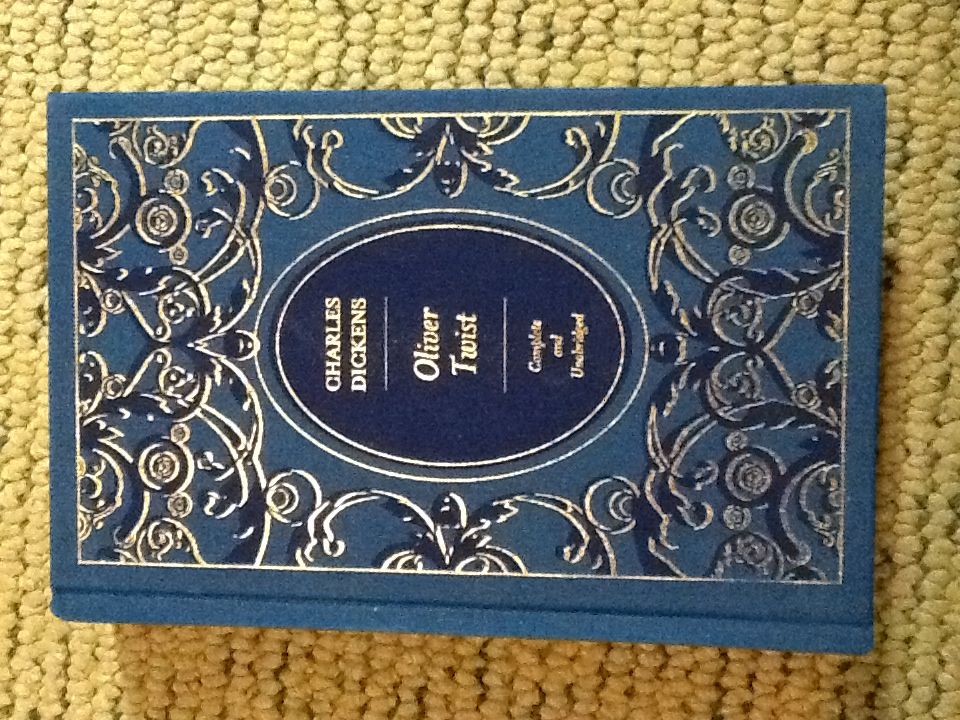 CHARLES
DICKENS
Oliver
Twist
Complete
and
Unabridged